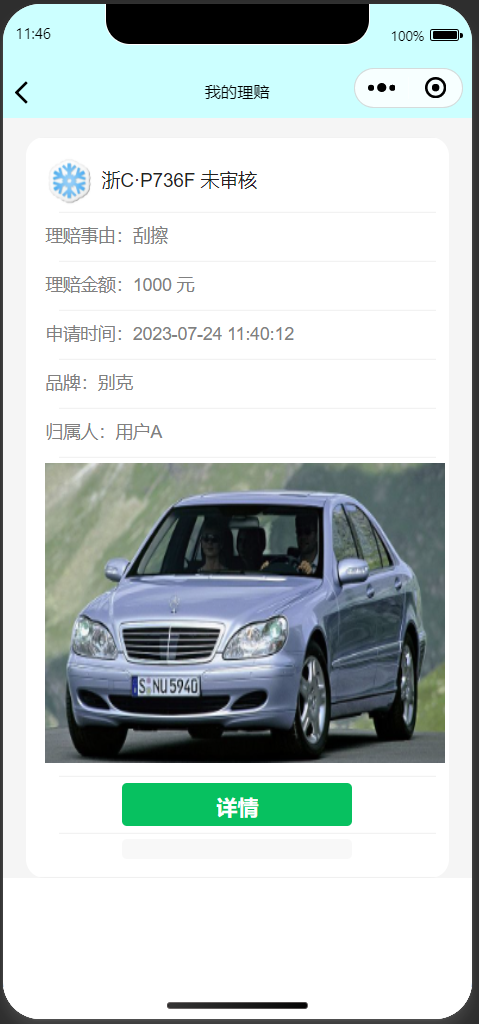 11:46
100%
我的理赔
浙C·P736F 未审核
理赔事由：刮擦
理赔金额：1000 元
申请时间：2023-07-24 11:40:12
品牌：别克
归属人：用户A
S·NU 5940
详情